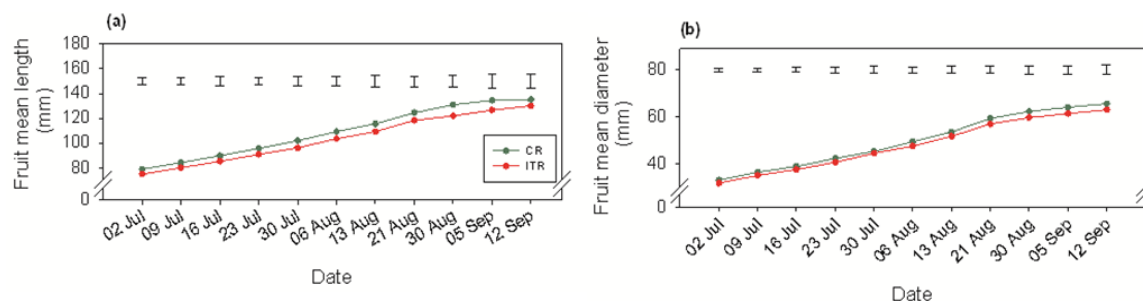 (a)
Fruit mean length
(mm)
180
160
140
120
100
80
0
CR
ITR
02 Jul
09 Jul
16 Jul
23 Jul
30 Jul
06 Aug
13 Aug
21 Aug
30 Aug
05 Sep
12 Sep
Date
(b)
Fruit mean diameter
(mm)
80
60
40
0
02 Jul
09 Jul
16 Jul
23 Jul
30 Jul
06 Aug
13 Aug
21 Aug
30 Aug
05 Sep
12 Sep
Date